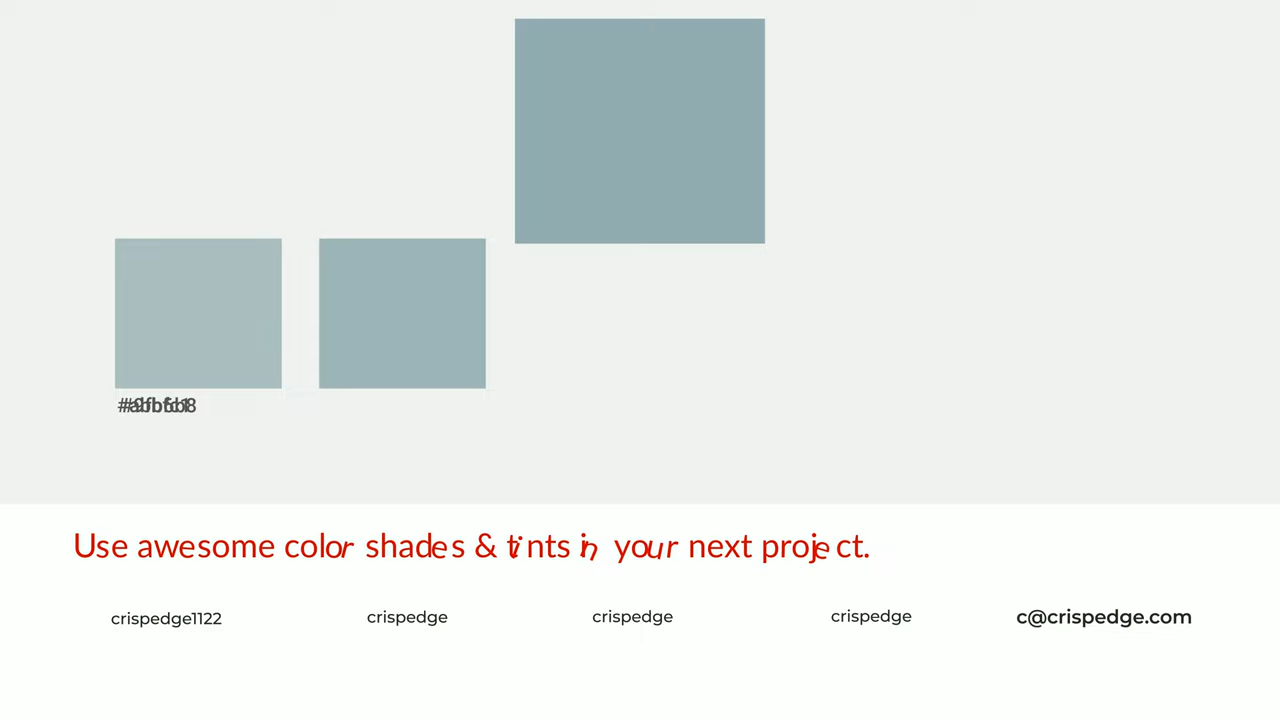 Use awesome color shades & tints in your next project.
crispedge1122 crispedge crispedge crispedge c@crispedge.com